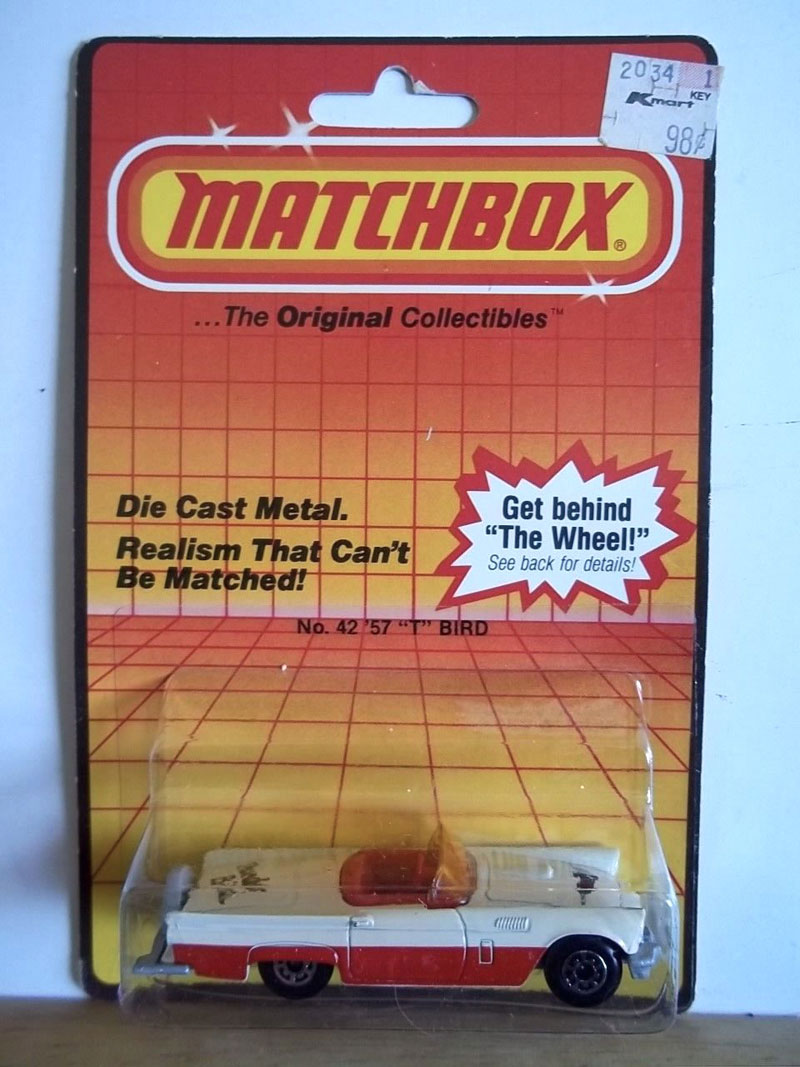 2034 1
KEY
Kmart
98¢
MATCHBOX®
...The Original Collectibles™
Die Cast Metal.
Realism That Can't
Be Matched!
Get behind
“The Wheel!”
See back for details!
No. 42 '57 “T” BIRD